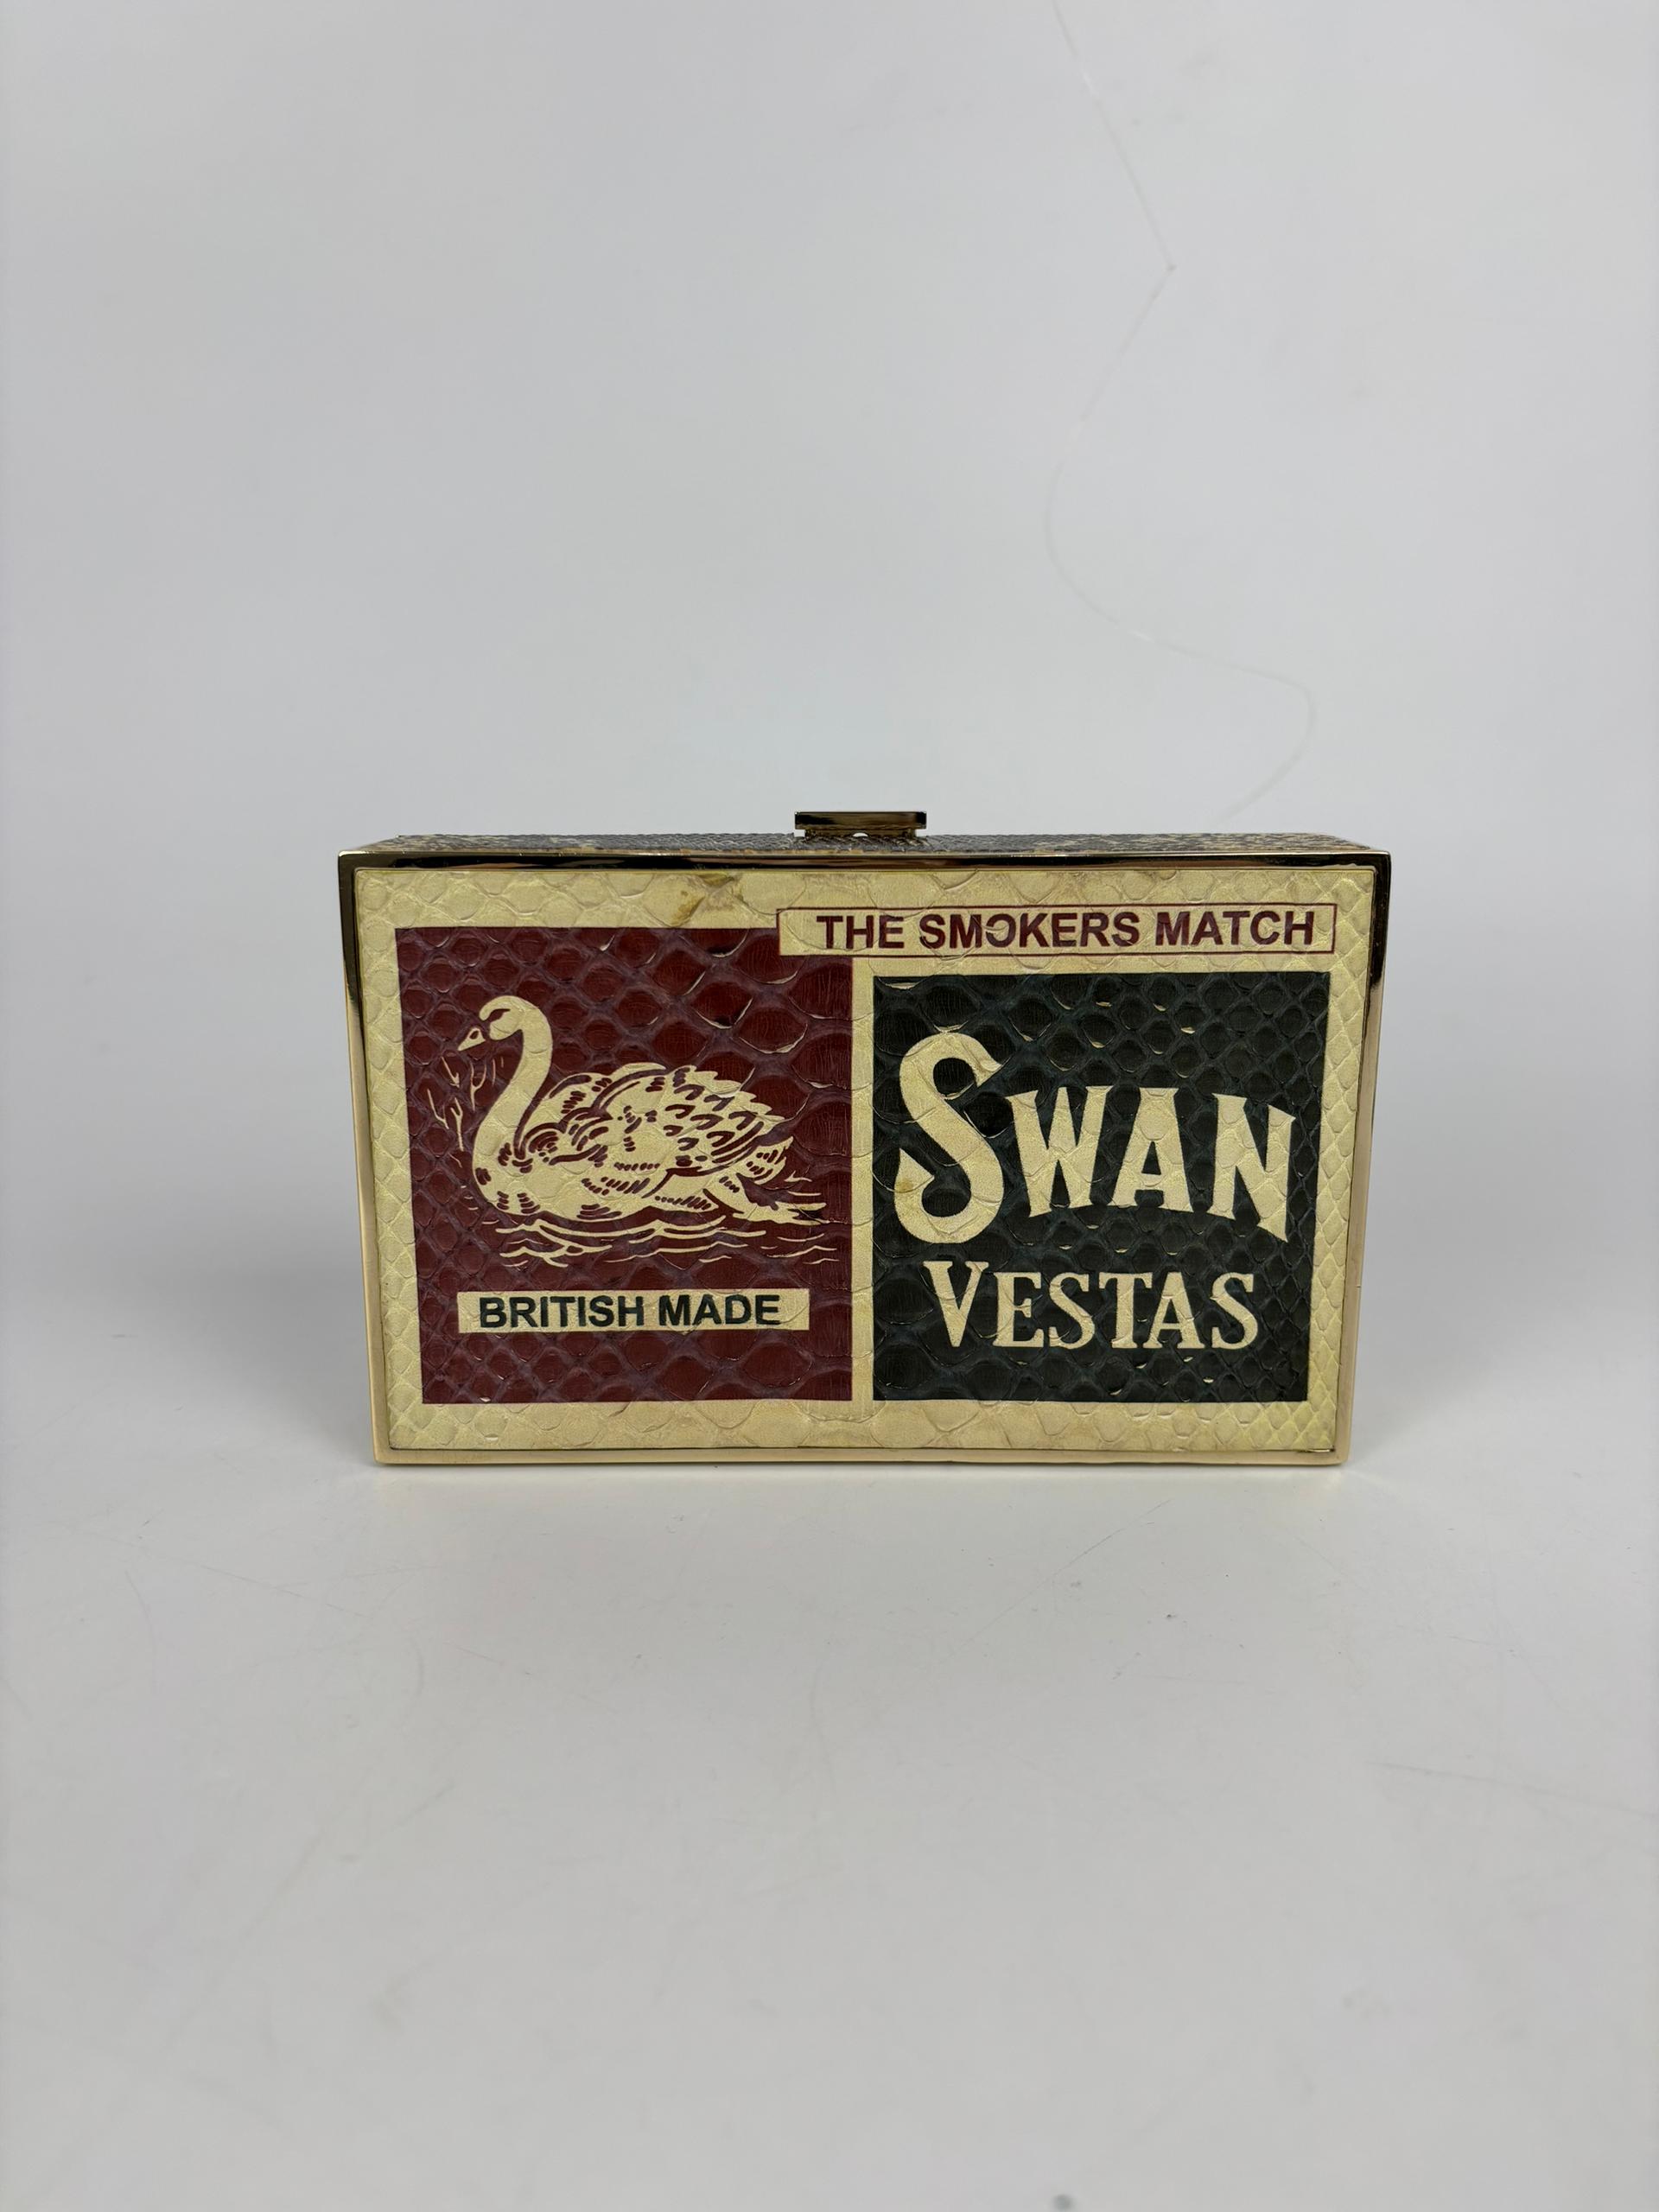 THE SMOKERS MATCH
BRITISH MADE
SWAN
VESTAS